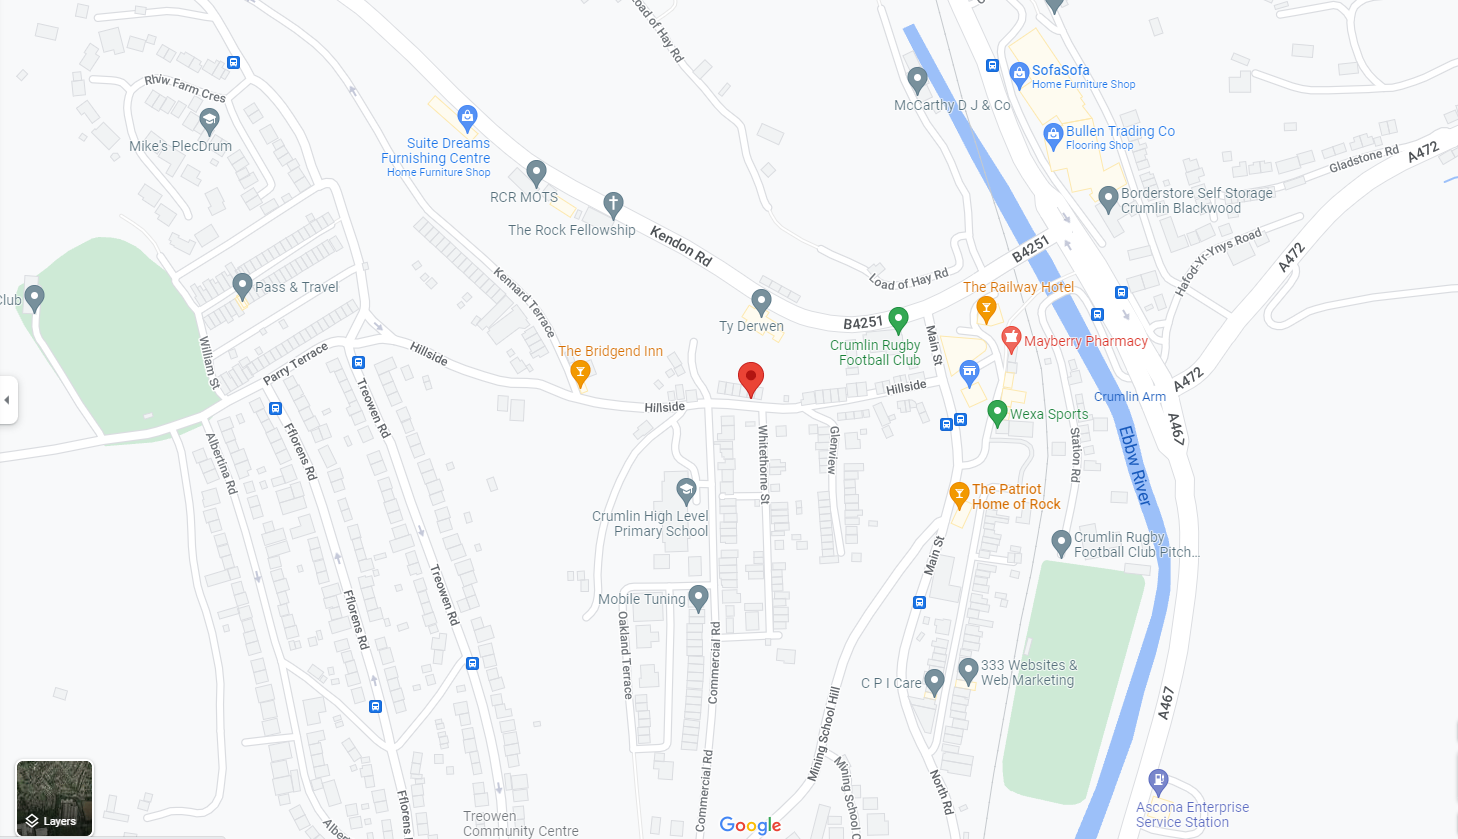 Load of Hay Rd
SofaSofa
Home Furniture Shop
Rhiw Farm Cres
McCarthy D J & Co
Mike's PlecDrum
Suite Dreams
Furnishing Centre
Home Furniture Shop
Bullen Trading Co
Flooring Shop
Gladstone Rd
A472
RCR MOTS
Borderstore Self Storage
Crumlin Blackwood
The Rock Fellowship
Kendon Rd
B4251
Hafod-Yr-Ynys Road
A472
Kennard Terrace
Load of Hay Rd
Pass & Travel
The Railway Hotel
Club
Ty Derwen
B4251
Crumlin Rugby
Football Club
Main St
Mayberry Pharmacy
William St
Parry Terrace
Hillside
The Bridgend Inn
Hillside
A472
Crumlin Arm
Treowen Rd
Hillside
Wexa Sports
A467
Albertina Rd
Fflorens Rd
Whitethorne St
Glenview
Station Rd
Ebbw River
Crumlin High Level
Primary School
The Patriot
Home of Rock
Main St
Crumlin Rugby
Football Club Pitch...
Fflorens Rd
Treowen Rd
Mobile Tuning
Oakland Terrace
Commercial Rd
C P I Care
333 Websites &
Web Marketing
A467
Mining School Hill
Commercial Rd
Mining School C
North Rd
Fflorens Rd
Albe
Treowen
Community Centre
Ascona Enterprise
Service Station
Layers
Google